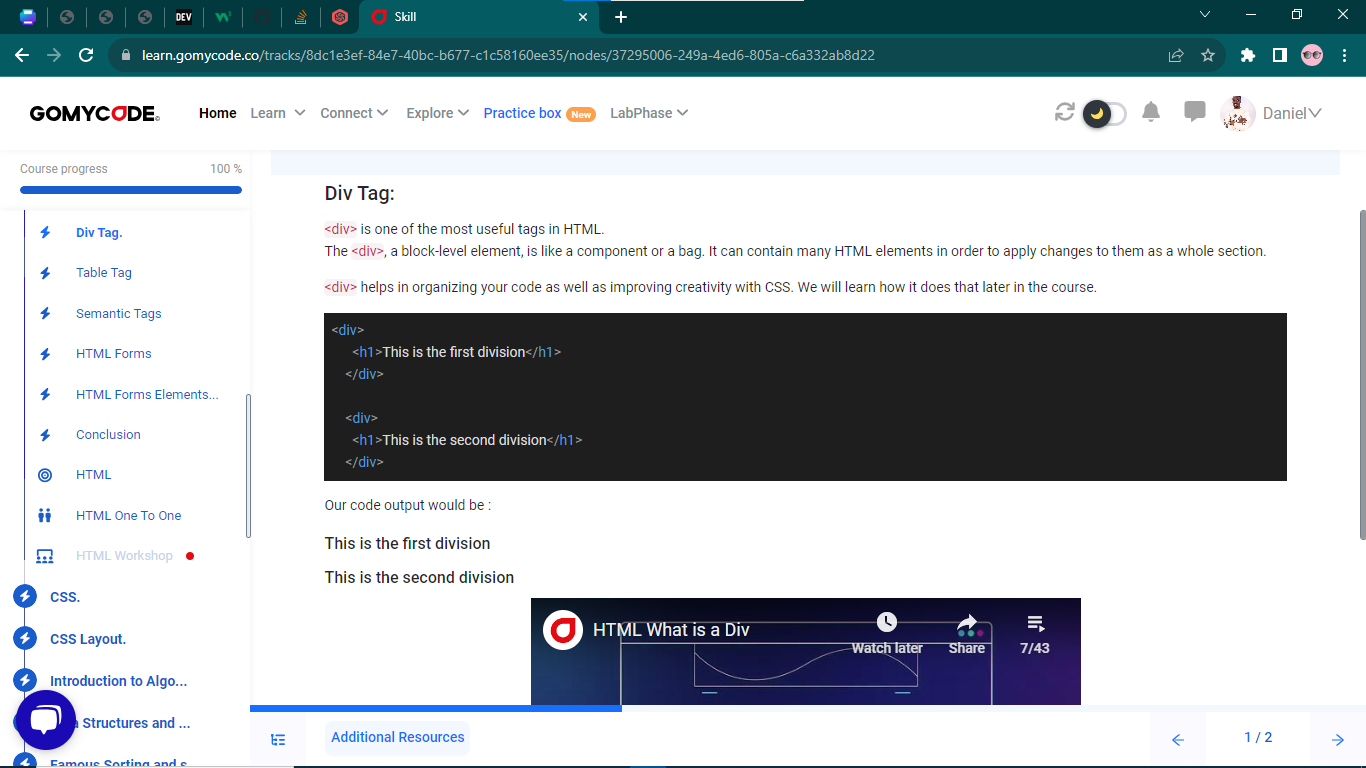 DEV
Skill
learn.gomycode.co/tracks/8dc1e3ef-84e7-40bc-b677-c1c58160ee35/nodes/37295006-249a-4ed6-805a-c6a332ab8d22
GOMYCODE
Home Learn Connect Explore Practice box New LabPhase Daniel
Course progress 100 %
Div Tag.
Table Tag
Semantic Tags
HTML Forms
HTML Forms Elements...
Conclusion
HTML
HTML One To One
HTML Workshop
CSS.
CSS Layout.
Introduction to Algo...
Structures and ...
Famous Sorting and s
Div Tag:
<div> is one of the most useful tags in HTML.
The <div>, a block-level element, is like a component or a bag. It can contain many HTML elements in order to apply changes to them as a whole section.
<div> helps in organizing your code as well as improving creativity with CSS. We will learn how it does that later in the course.
<div>
<h1>This is the first division</h1>
</div>
<div>
<h1>This is the second division</h1>
</div>
Our code output would be :
This is the first division
This is the second division
HTML What is a Div
Watch later Share 7/43
Additional Resources
1 / 2